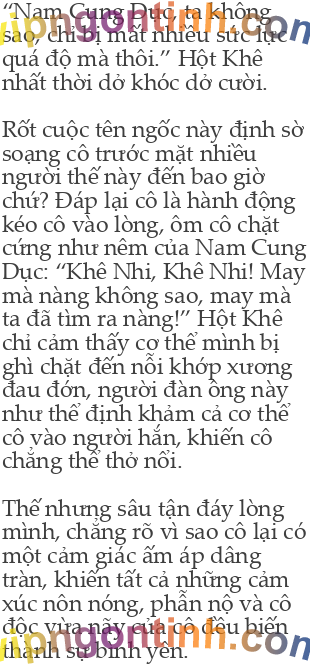 “Nam Cung Dục, ta không
sao, chỉ bị mất nhiều sức lực
quá độ mà thôi.” Hột Khê
nhất thời dở khóc dở cười.
Rốt cuộc tên ngốc này định sờ
soạng cô trước mặt nhiều
người thế này đến bao giờ
chứ? Đáp lại cô là hành động
kéo cô vào lòng, ôm cô chặt
cứng như nêm của Nam Cung
Dục: “Khê Nhi, Khê Nhi! May
mà nàng không sao, may mà
ta đã tìm ra nàng!” Hột Khê
chỉ cảm thấy cơ thể mình bị
ghì chặt đến nỗi khớp xương
đau đớn, người đàn ông này
như thể định khảm cả cơ thể
cô vào người hắn, khiến cô
chẳng thể thở nổi.
Thế nhưng sâu tận đáy lòng
mình, chẳng rõ vì sao cô lại có
một cảm giác ấm áp dâng
tràn, khiến tất cả những cảm
xúc nôn nóng, phẫn nộ và cô
độc vừa nãy của cô đều biến
thành sự bình yên.
vipngontinh.com
vipngontinh.com